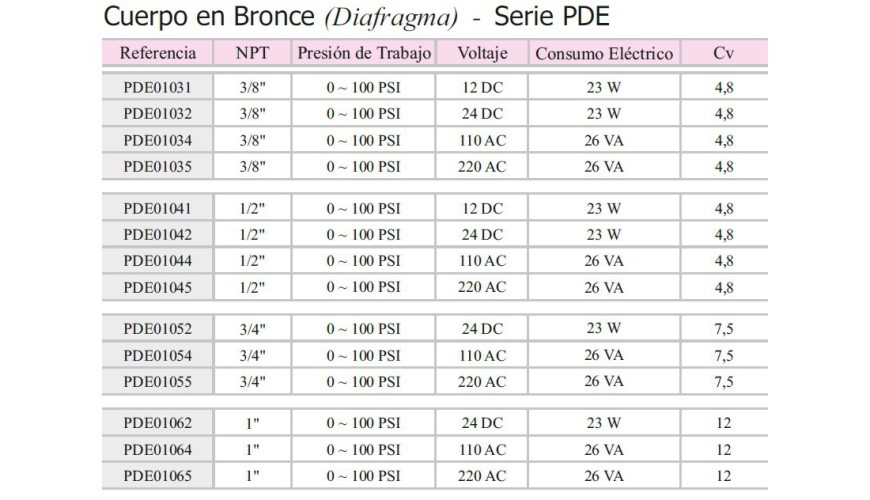 Cuerpo en Bronce (Diafragma) - Serie PDE
Referencia NPT Presión de Trabajo Voltaje Consumo Eléctrico Cv
PDE01031 3/8" 0 ~ 100 PSI 12 DC 23 W 4,8
PDE01032 3/8" 0 ~ 100 PSI 24 DC 23 W 4,8
PDE01034 3/8" 0 ~ 100 PSI 110 AC 26 VA 4,8
PDE01035 3/8" 0 ~ 100 PSI 220 AC 26 VA 4,8
PDE01041 1/2" 0 ~ 100 PSI 12 DC 23 W 4,8
PDE01042 1/2" 0 ~ 100 PSI 24 DC 23 W 4,8
PDE01044 1/2" 0 ~ 100 PSI 110 AC 26 VA 4,8
PDE01045 1/2" 0 ~ 100 PSI 220 AC 26 VA 4,8
PDE01052 3/4" 0 ~ 100 PSI 24 DC 23 W 7,5
PDE01054 3/4" 0 ~ 100 PSI 110 AC 26 VA 7,5
PDE01055 3/4" 0 ~ 100 PSI 220 AC 26 VA 7,5
PDE01062 1" 0 ~ 100 PSI 24 DC 23 W 12
PDE01064 1" 0 ~ 100 PSI 110 AC 26 VA 12
PDE01065 1" 0 ~ 100 PSI 220 AC 26 VA 12